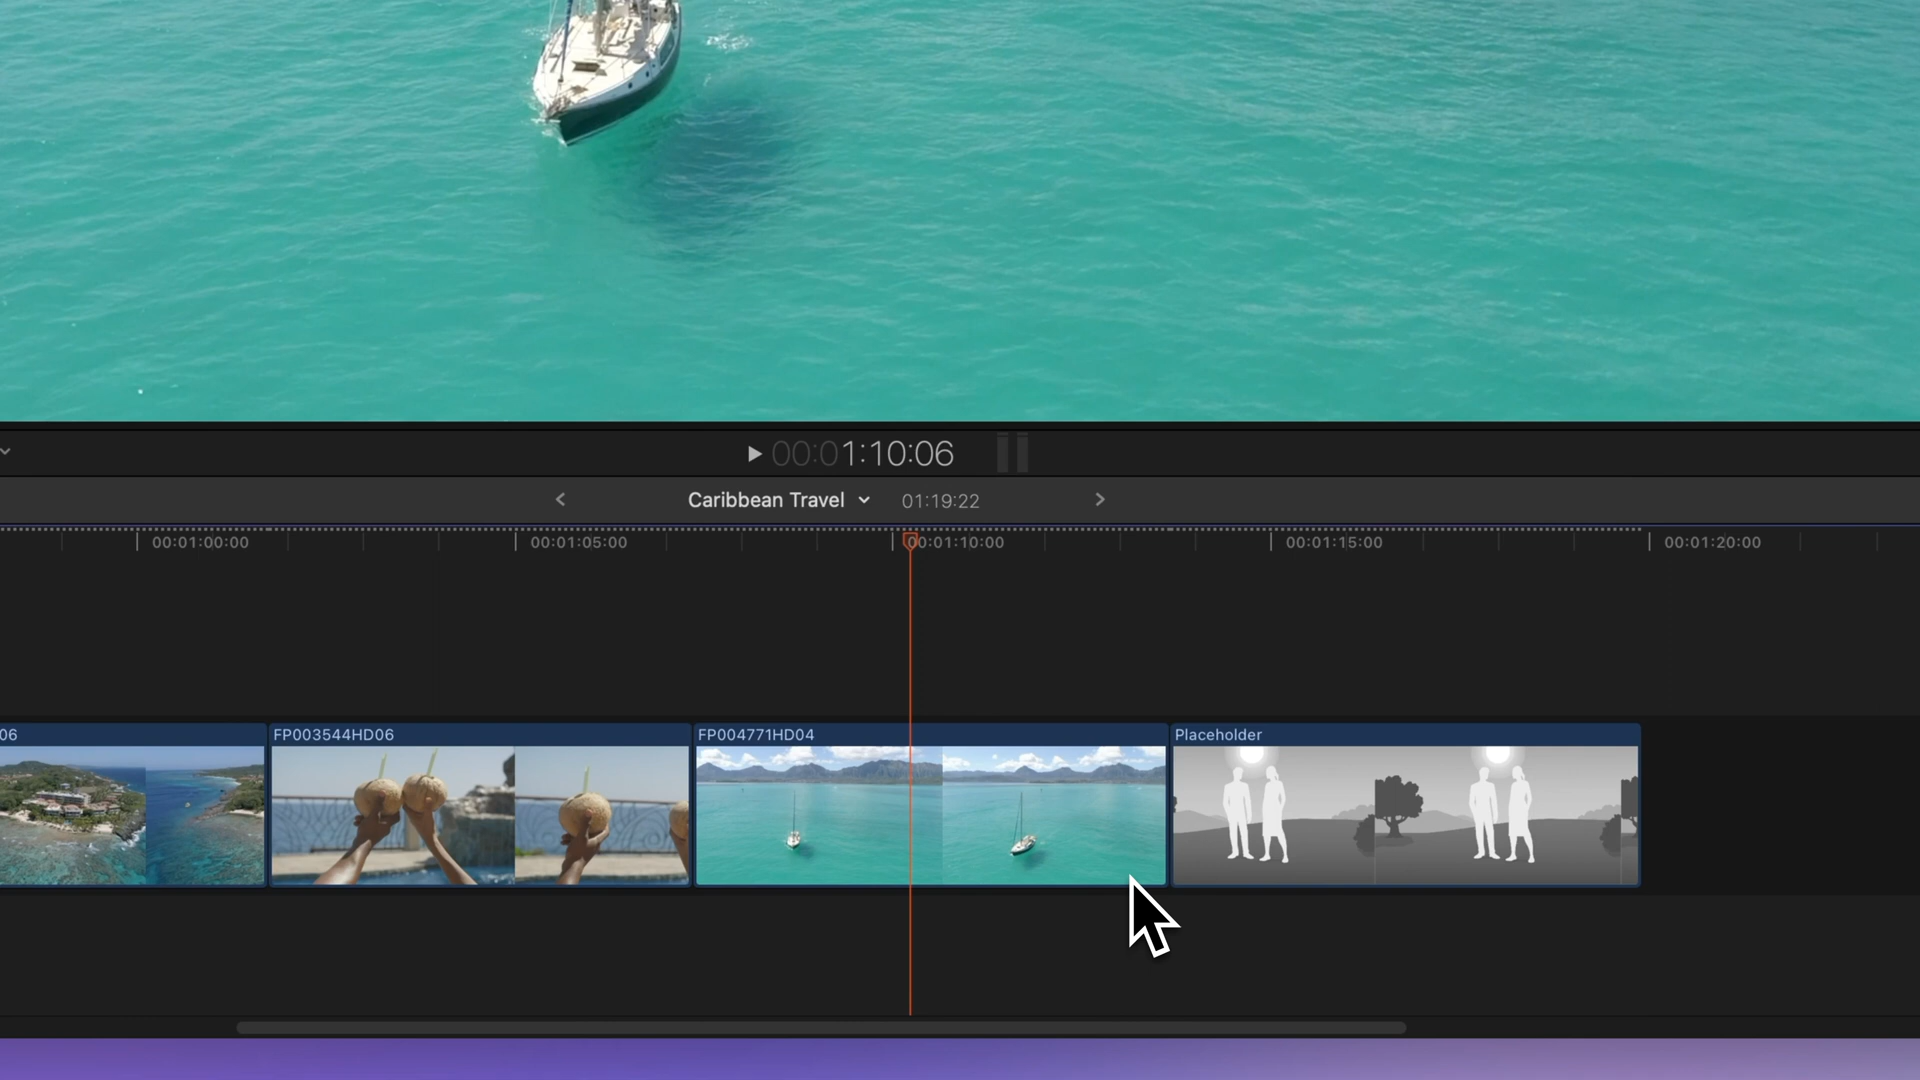 00:01:10:06
Caribbean Travel 01:19:22
00:01:00:00 00:01:05:00 00:01:10:00 00:01:15:00 00:01:20:00
06 FP003544HD06 FP004771HD04 Placeholder